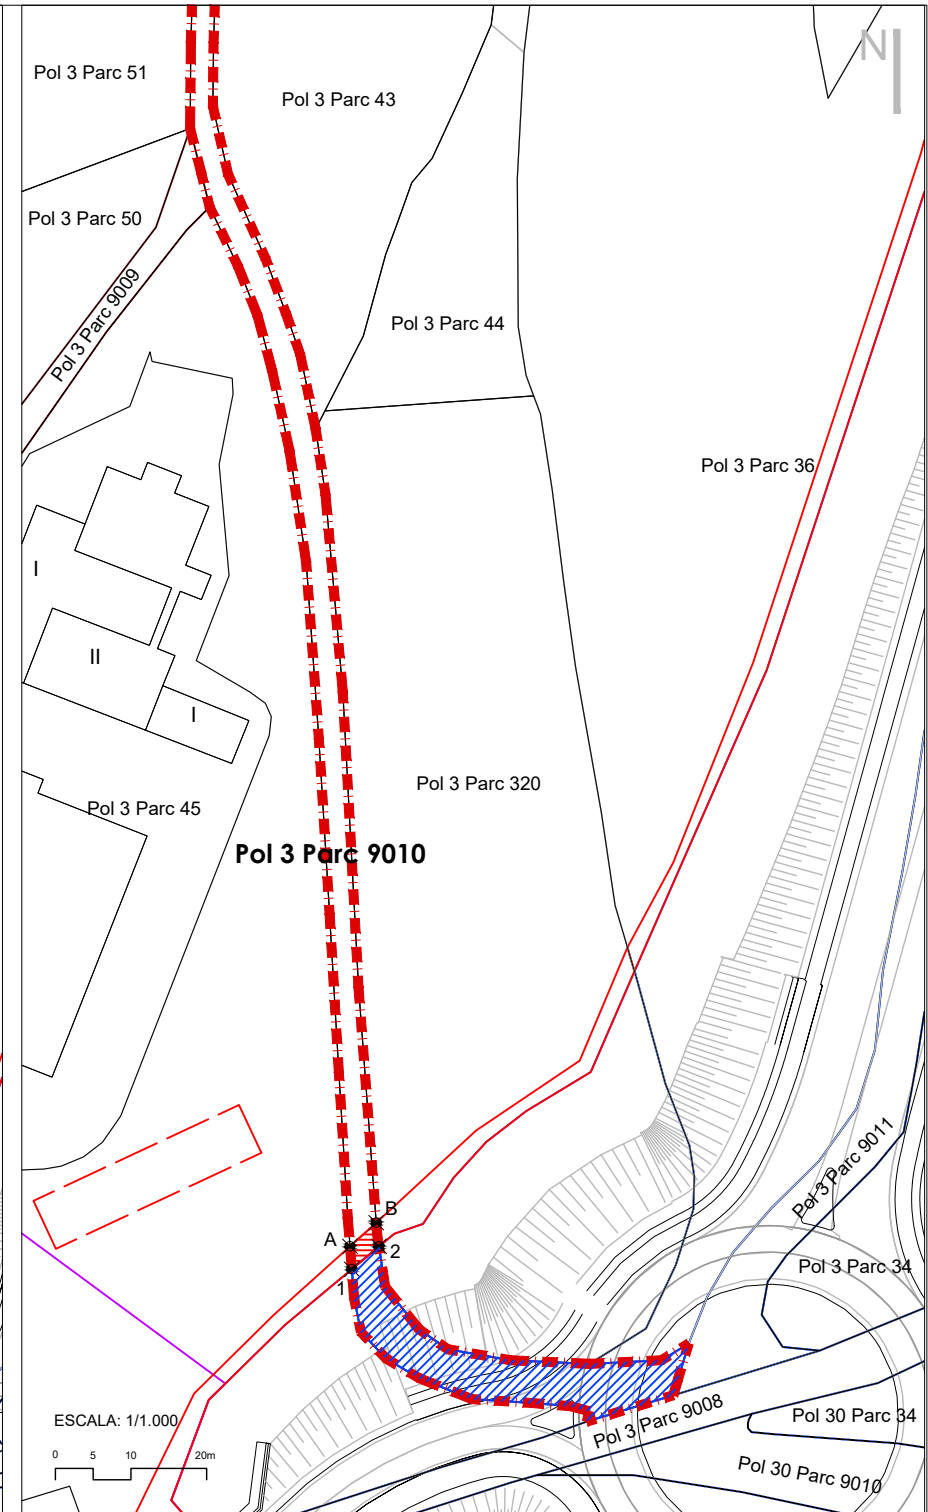 N
Pol 3 Parc 51
Pol 3 Parc 43
Pol 3 Parc 50
Pol 3 Parc 9009
Pol 3 Parc 44
Pol 3 Parc 36
I
II
I
Pol 3 Parc 320
Pol 3 Parc 45
Pol 3 Parc 9010
Pol 3 Parc 9011
B
A
2
1
Pol 3 Parc 34
ESCALA: 1/1.000
0 5 10 20m
Pol 3 Parc 9008
Pol 30 Parc 34
Pol 30 Parc 9010